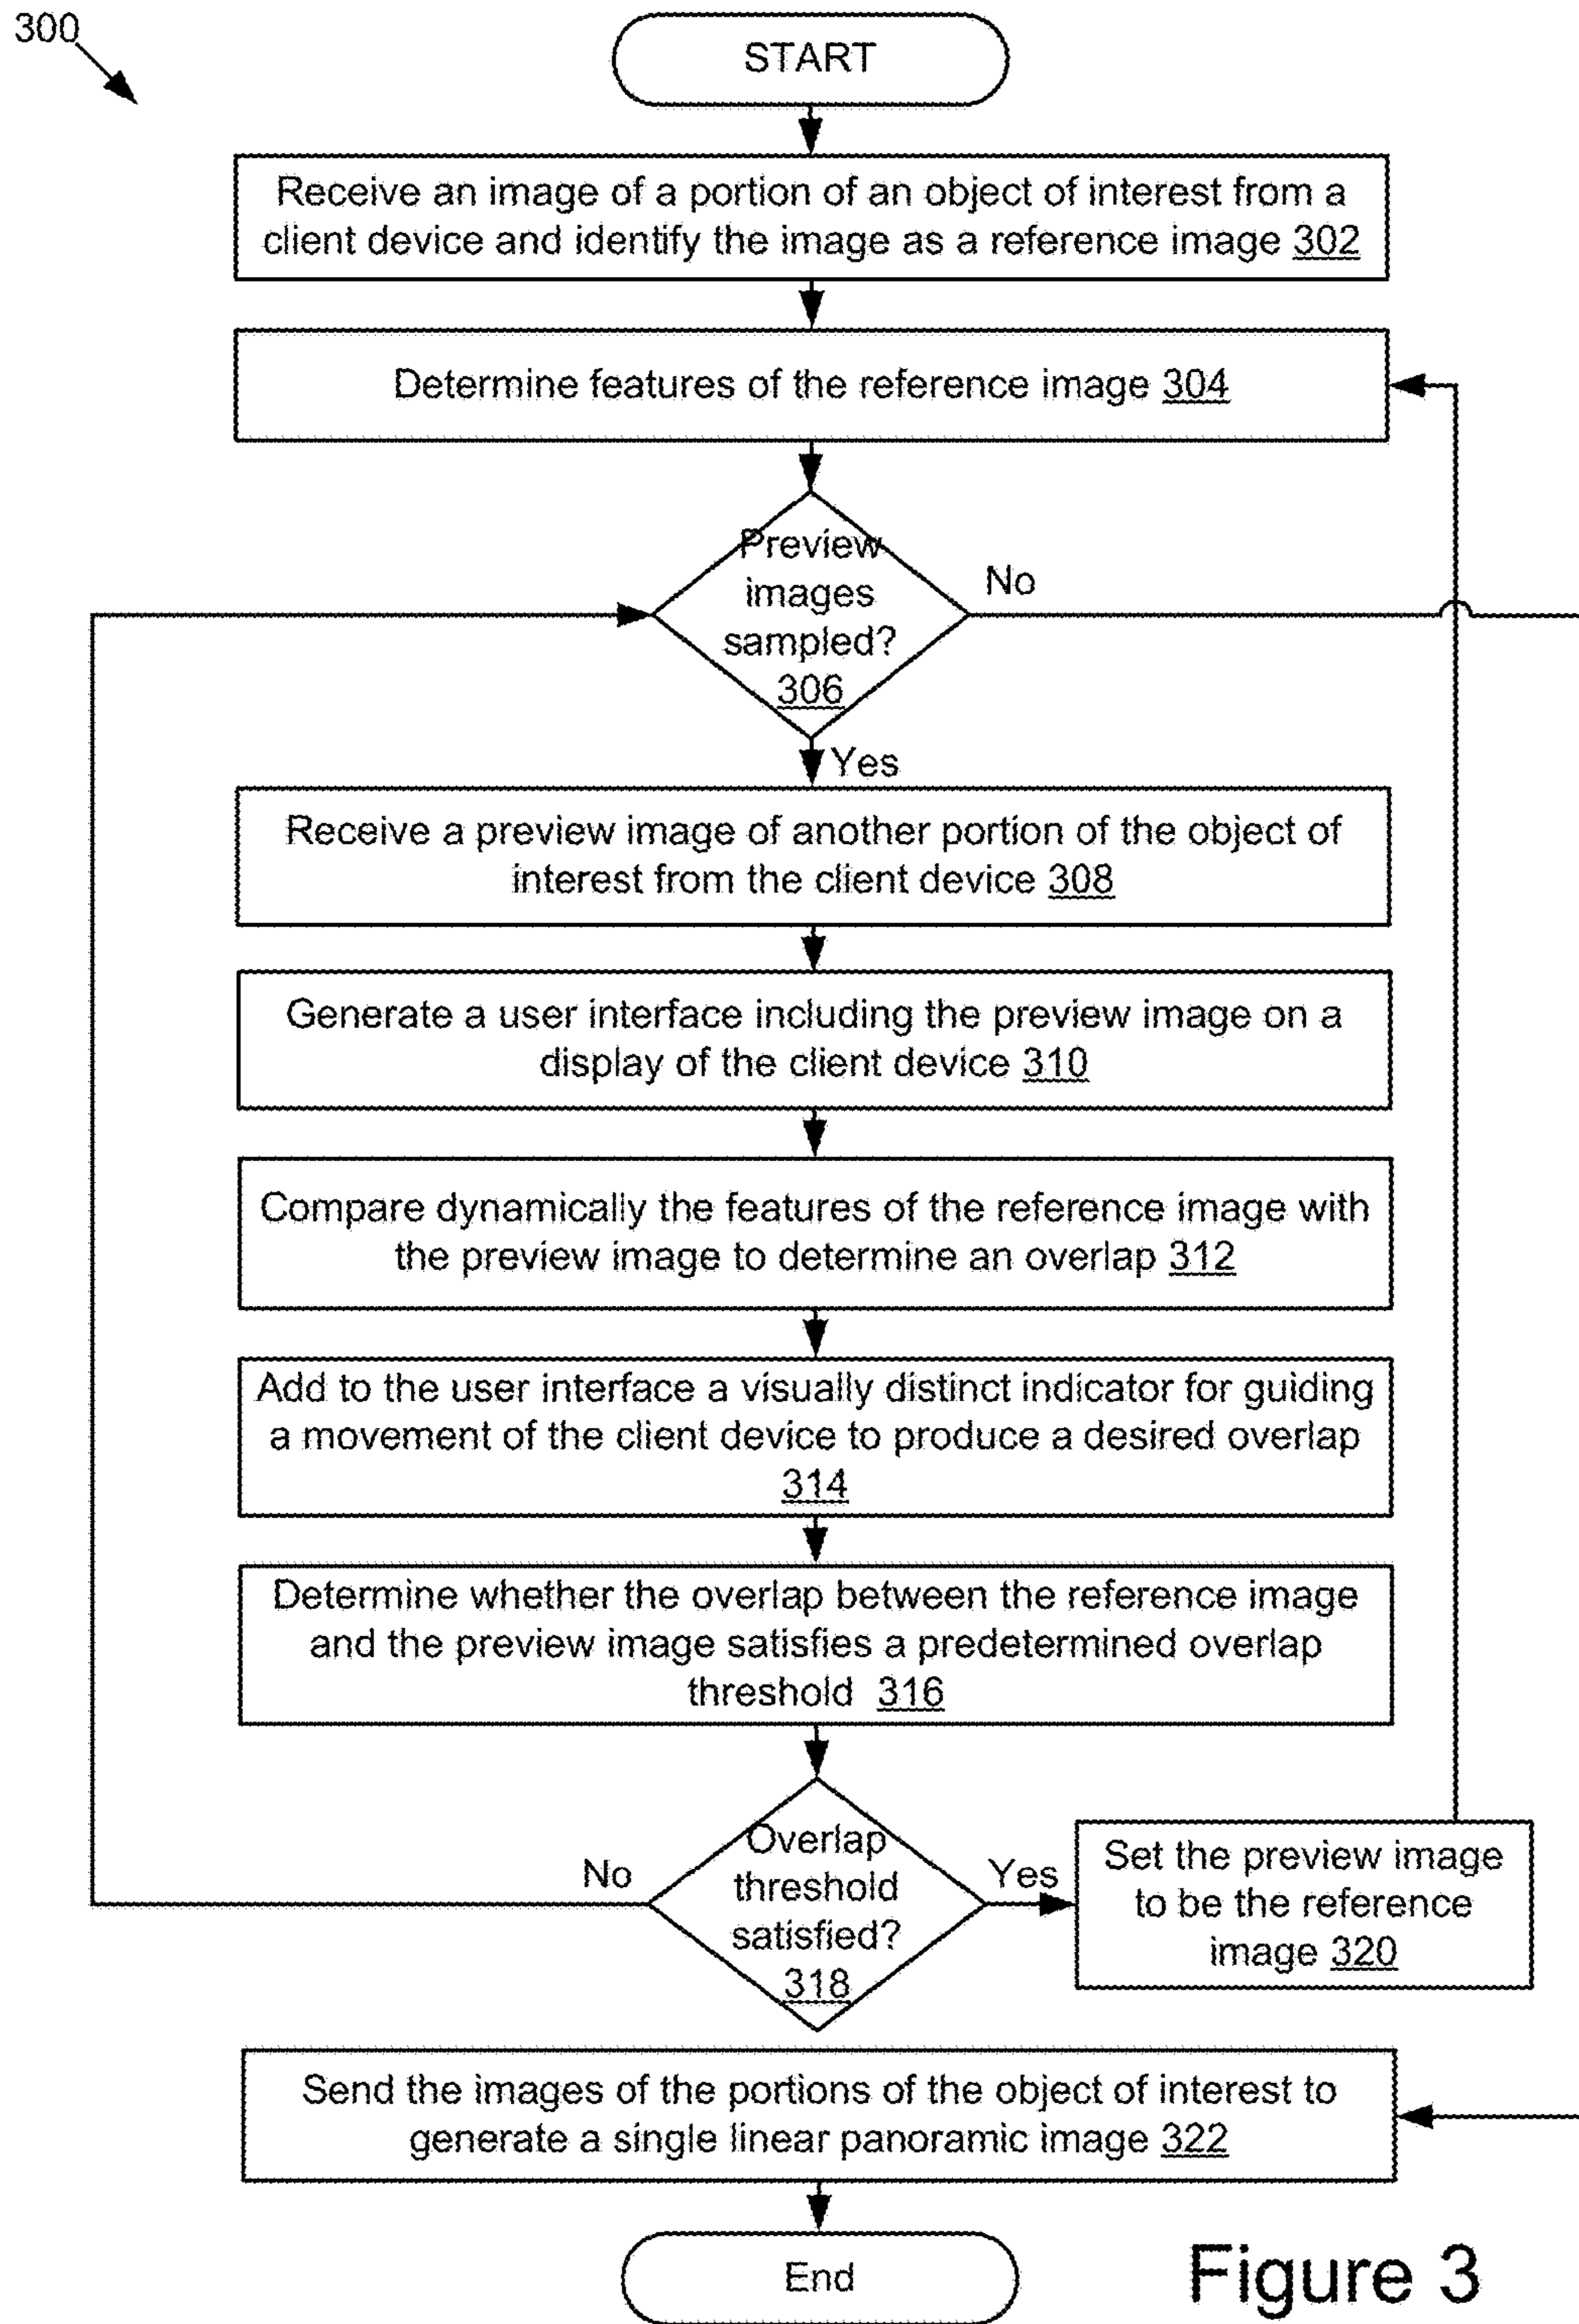 300
START
Receive an image of a portion of an object of interest from a
client device and identify the image as a reference image 302
Determine features of the reference image 304
Preview
images
sampled?
306
No
Yes
Receive a preview image of another portion of the object of
interest from the client device 308
Generate a user interface including the preview image on a
display of the client device 310
Compare dynamically the features of the reference image with
the preview image to determine an overlap 312
Add to the user interface a visually distinct indicator for guiding
a movement of the client device to produce a desired overlap
314
Determine whether the overlap between the reference image
and the preview image satisfies a predetermined overlap
threshold 316
Overlap
threshold
satisfied?
318
No
Yes
Set the preview image
to be the reference
image 320
Send the images of the portions of the object of interest to
generate a single linear panoramic image 322
End
Figure 3